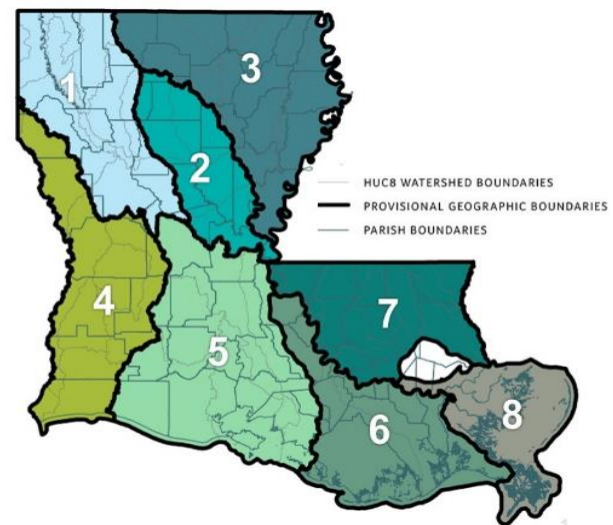 1
3
2
HUC8 WATERSHED BOUNDARIES
PROVISIONAL GEOGRAPHIC BOUNDARIES
PARISH BOUNDARIES
4
5
7
6
8